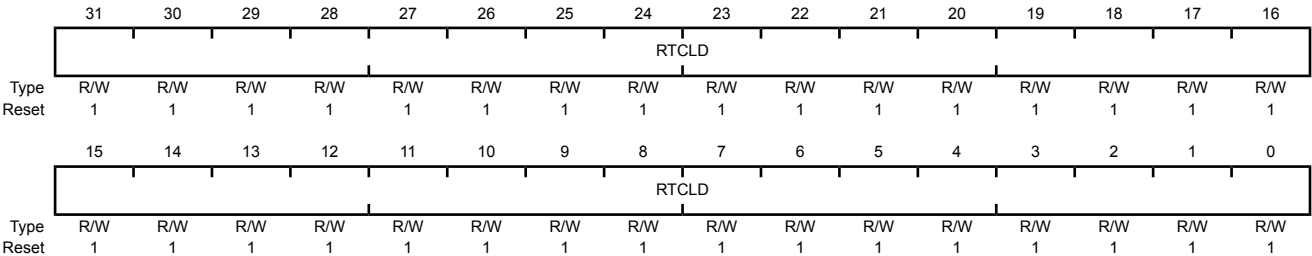 31 30 29 28 27 26 25 24 23 22 21 20 19 18 17 16
RTCLD
Type R/W R/W R/W R/W R/W R/W R/W R/W R/W R/W R/W R/W R/W R/W R/W R/W
Reset 1 1 1 1 1 1 1 1 1 1 1 1 1 1 1 1
15 14 13 12 11 10 9 8 7 6 5 4 3 2 1 0
RTCLD
Type R/W R/W R/W R/W R/W R/W R/W R/W R/W R/W R/W R/W R/W R/W R/W R/W
Reset 1 1 1 1 1 1 1 1 1 1 1 1 1 1 1 1